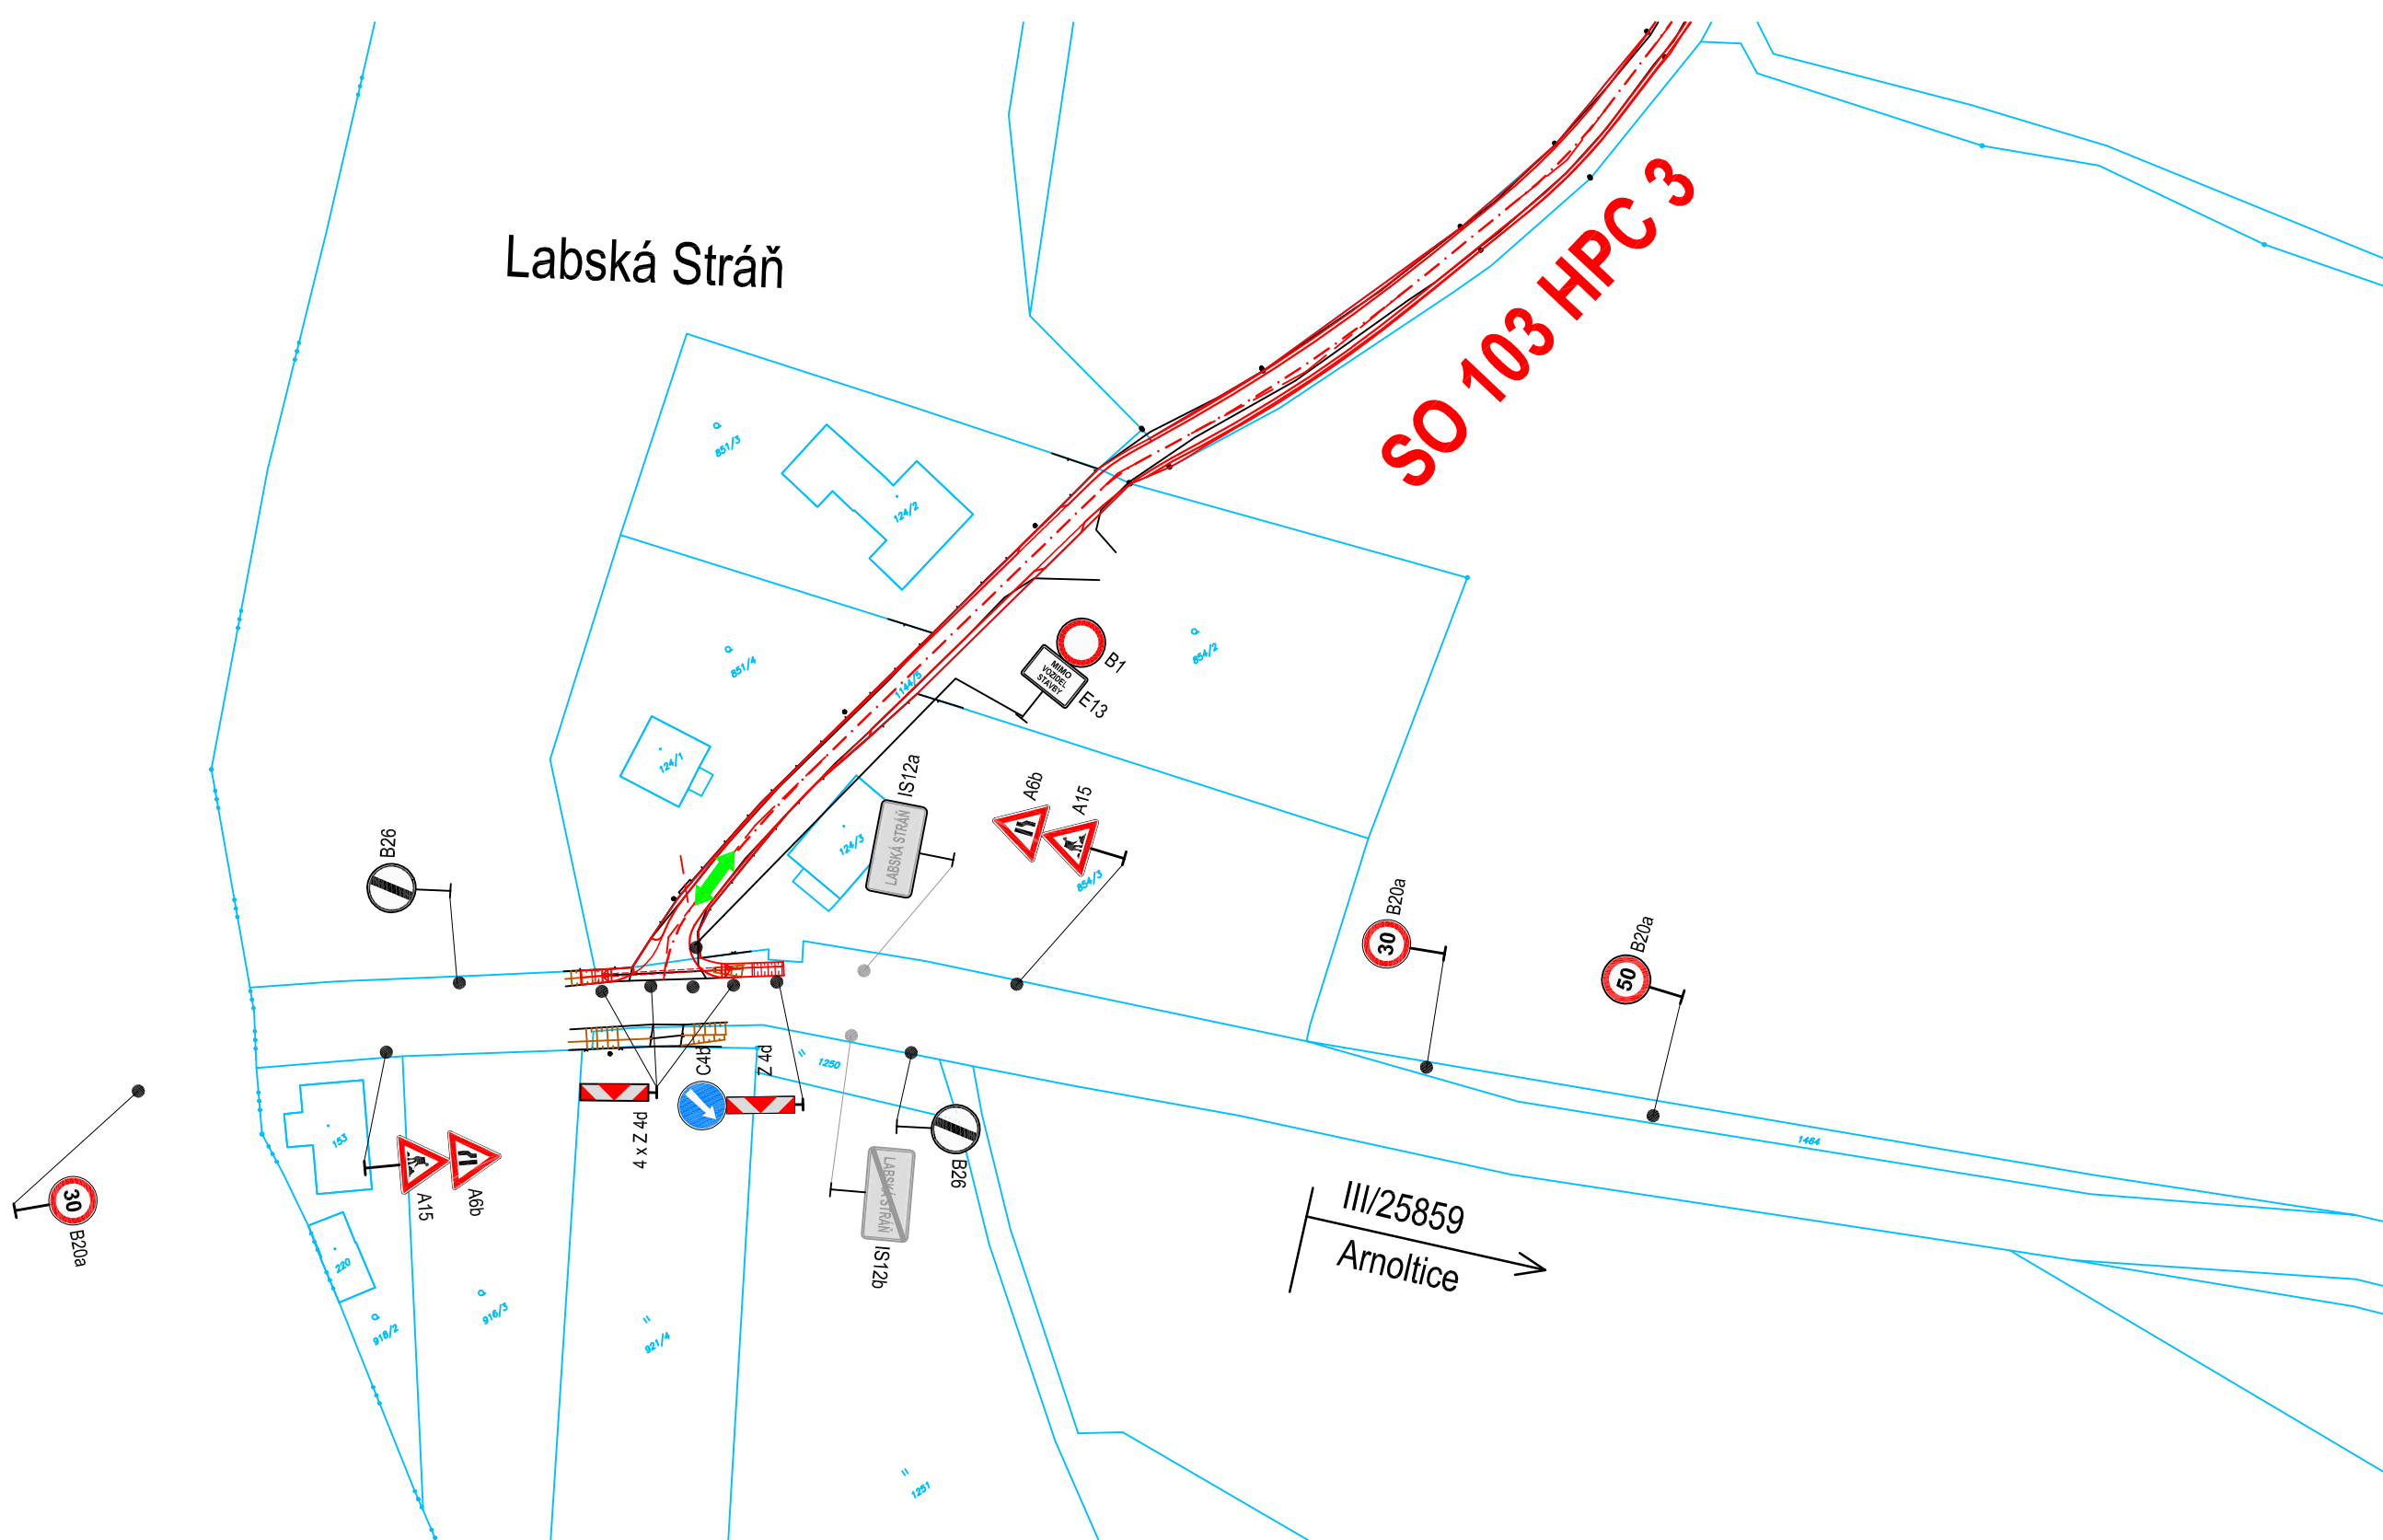 Labská Stráň
SO 103 HPC 3
851/3
124/2
851/4
1144/5
854/2
B1
MIMO
VOZIDEL
STAVBY
E13
124/1
124/3
IS12a
LABSKÁ STRÁŇ
A6b
A15
854/3
B26
B20a
30
B20a
50
C4b
Z 4d
4 x Z 4d
1250
B26
LABSKÁ STRÁŇ
IS12b
153
A15
A6b
30
B20a
220
918/2
916/3
921/4
1251
1464
III/25859
Arnoltice